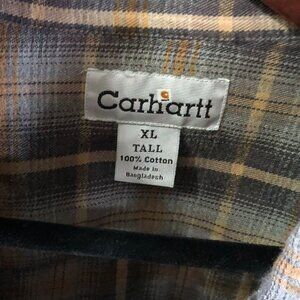 Carhartt
XL
TALL
100% Cotton
Made in
Bangladesh